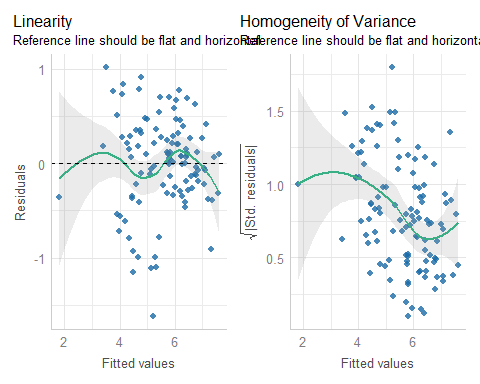 Linearity
Reference line should be flat and horizontal
1
0
-1
Residuals
2
4
6
Fitted values
Homogeneity of Variance
Reference line should be flat and horizonta
1.5
1.0
0.5
√|Std. residuals|
2
4
6
Fitted values